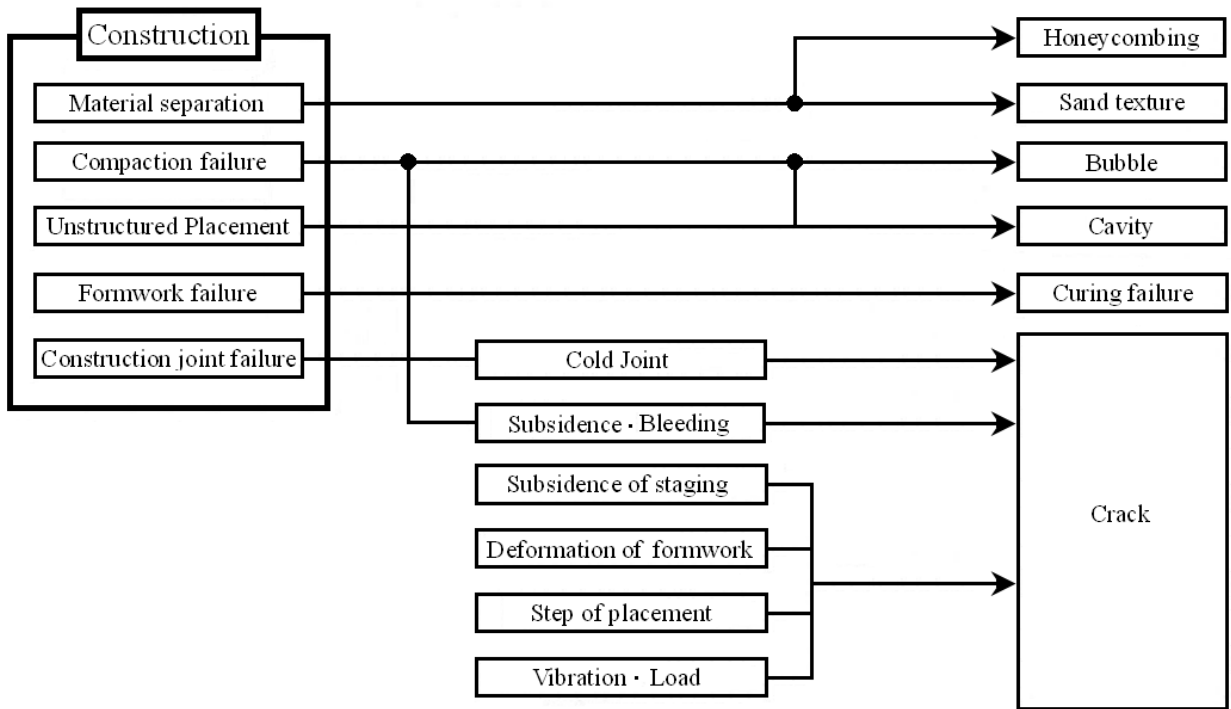 Construction
Honeycombing
Material separation
Sand texture
Compaction failure
Bubble
Unstructured Placement
Cavity
Formwork failure
Curing failure
Construction joint failure
Cold Joint
Subsidence · Bleeding
Subsidence of staging
Crack
Deformation of formwork
Step of placement
Vibration · Load